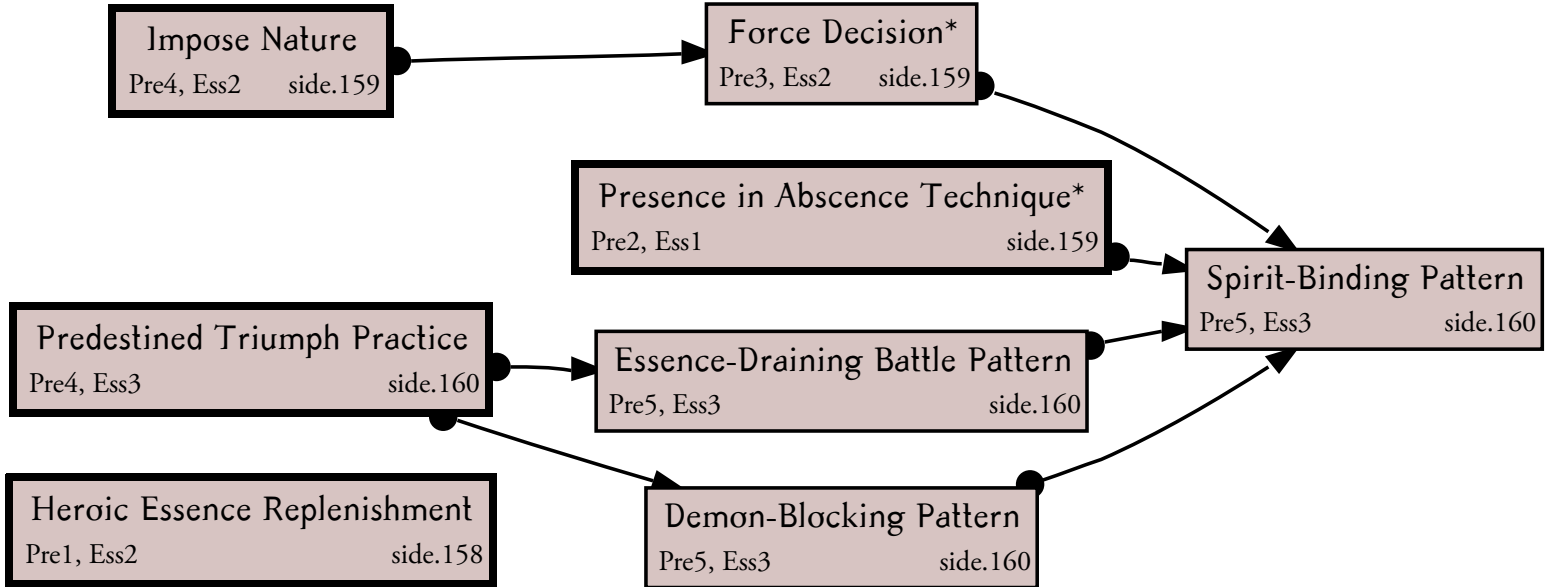 Impose Nature
Pre4, Ess2 side.159
Force Decision*
Pre3, Ess2 side.159
Presence in Abscence Technique*
Pre2, Ess1 side.159
Spirit-Binding Pattern
Pre5, Ess3 side.160
Predestined Triumph Practice
Pre4, Ess3 side.160
Essence-Draining Battle Pattern
Pre5, Ess3 side.160
Heroic Essence Replenishment
Pre1, Ess2 side.158
Demon-Blocking Pattern
Pre5, Ess3 side.160